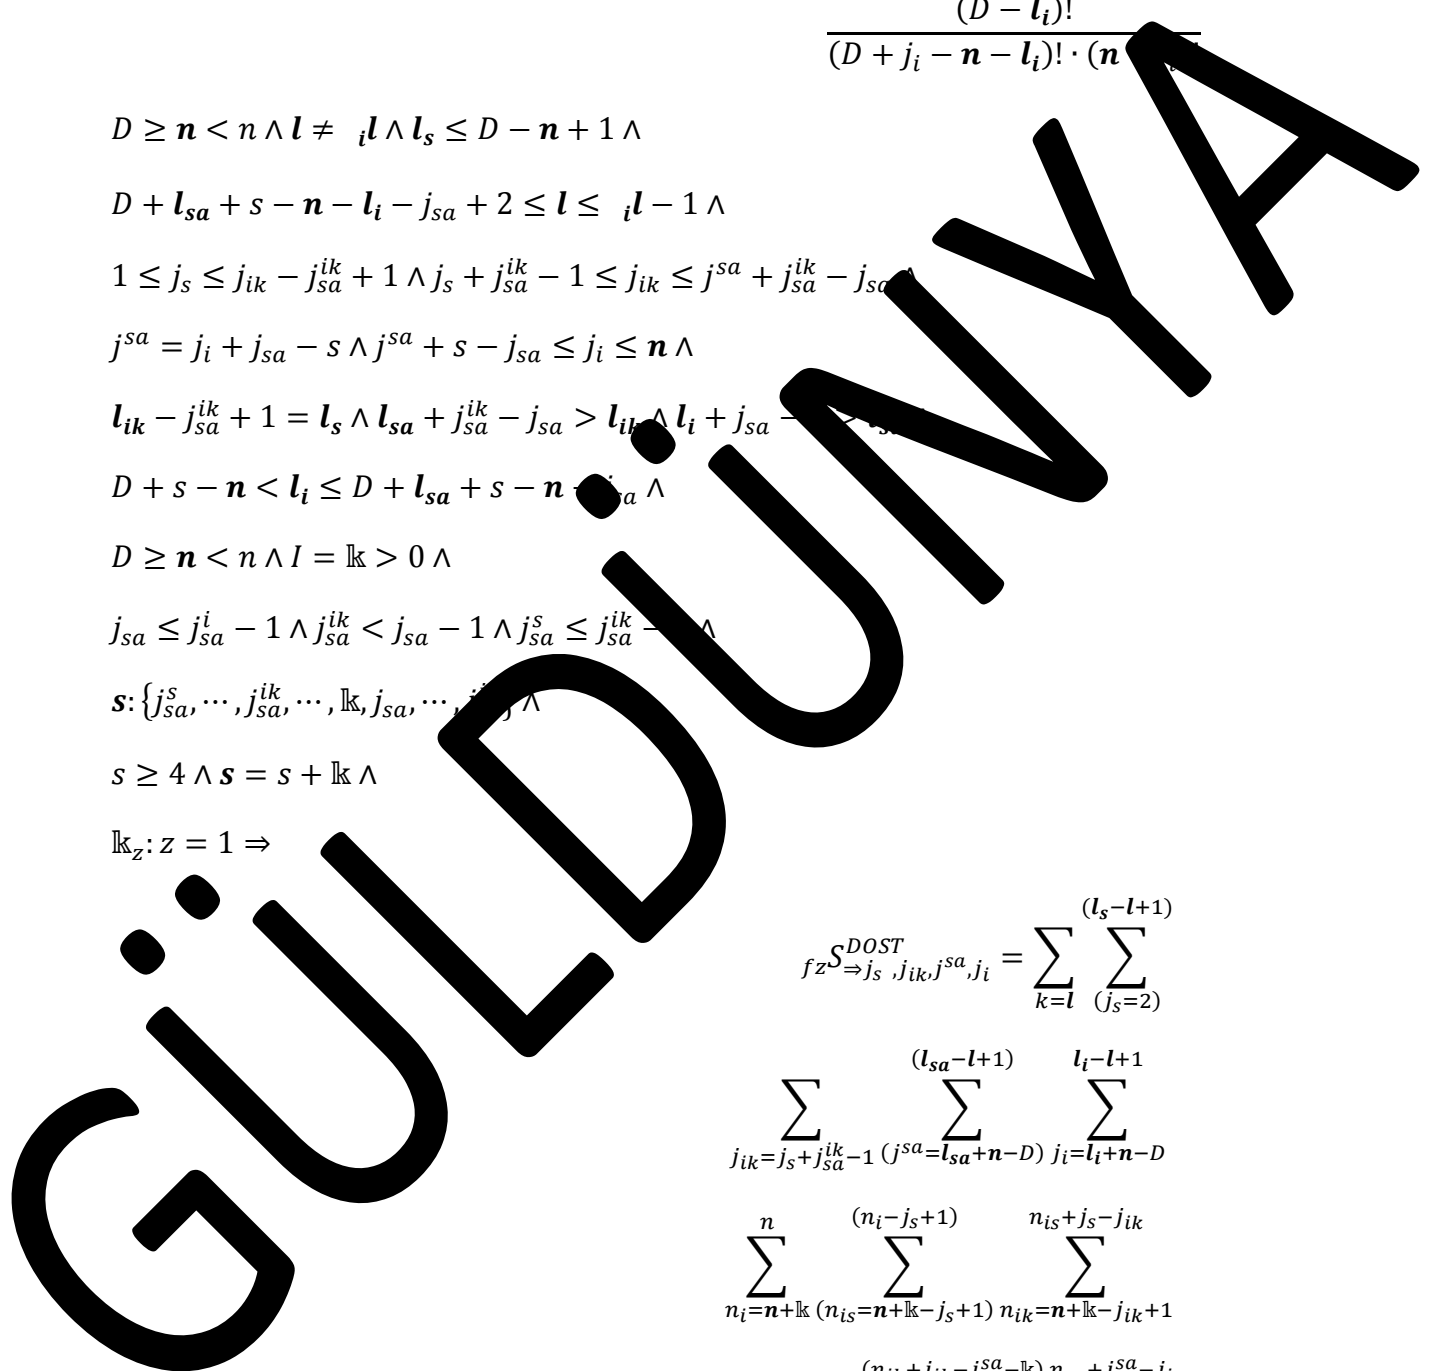 (D − l_i)!
(D + j_i − n − l_i)! · (n
D ≥ n < n ∧ l ≠ _i l ∧ l_s ≤ D − n + 1 ∧
D + l_sa + s − n − l_i − j_sa + 2 ≤ l ≤ _i l − 1 ∧
1 ≤ j_s ≤ j_ik − j_sa^ik + 1 ∧ j_s + j_sa^ik − 1 ≤ j_ik ≤ j^sa + j_sa^ik − j_sa ∧
j^sa = j_i + j_sa − s ∧ j^sa + s − j_sa ≤ j_i ≤ n ∧
l_ik − j_sa^ik + 1 = l_s ∧ l_sa + j_sa^ik − j_sa > l_ik ∧ l_i + j_sa −
D + s − n < l_i ≤ D + l_sa + s − n − j_sa ∧
D ≥ n < n ∧ I = 𝕜 > 0 ∧
j_sa ≤ j_sa^i − 1 ∧ j_sa^ik < j_sa − 1 ∧ j_sa^s ≤ j_sa^ik − ∧
s: {j_sa^s, ⋯ , j_sa^ik, ⋯ , 𝕜, j_sa, ⋯ , } ∧
s ≥ 4 ∧ s = s + 𝕜 ∧
𝕜_z: z = 1 ⇒
(l_s−l+1)
_fz S^DOST_⇒j_s ,j_ik,j^sa,j_i = ∑ ∑
k=l (j_s=2)
(l_sa−l+1) l_i−l+1
∑ ∑ ∑
j_ik=j_s+j_sa^ik−1 (j^sa=l_sa+n−D) j_i=l_i+n−D
n (n_i−j_s+1) n_is+j_s−j_ik
∑ ∑ ∑
n_i=n+𝕜 (n_is=n+𝕜−j_s+1) n_ik=n+𝕜−j_ik+1
GÜLDÜNYA